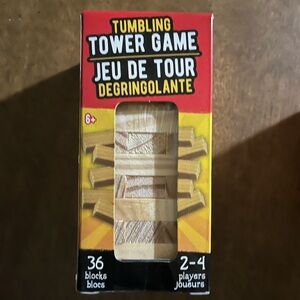 TUMBLING
TOWER GAME
JEU DE TOUR
DEGRINGOLANTE
6+
36
blocks
blocs
2-4
players
joueurs